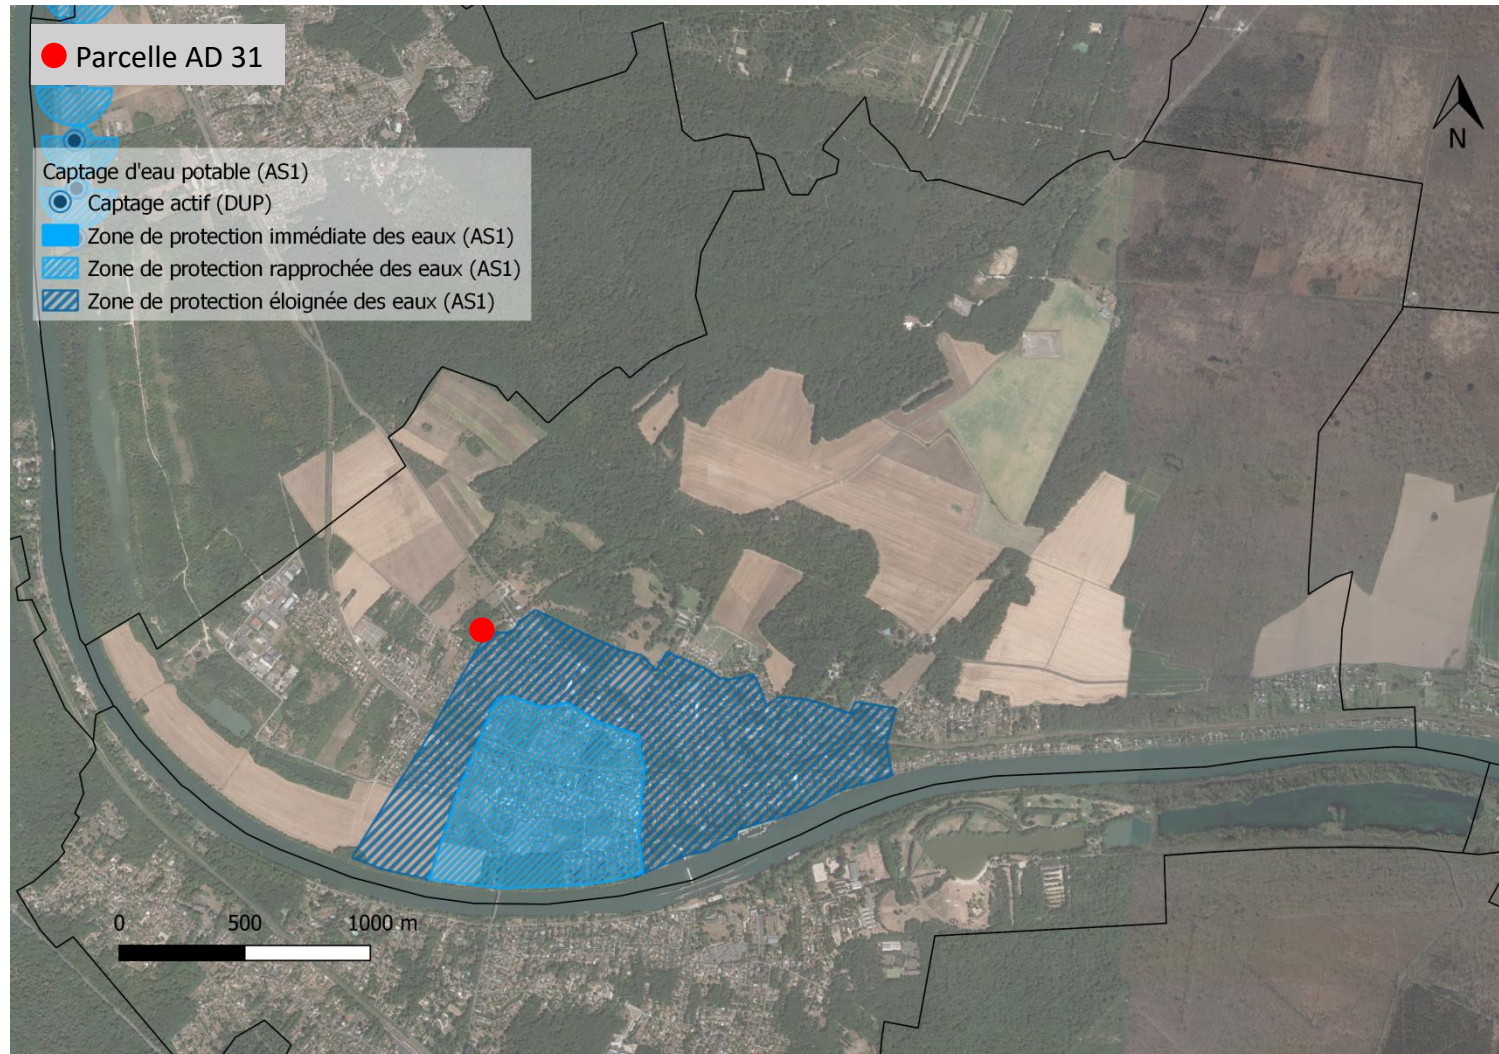 Parcelle AD 31
Captage d'eau potable (AS1)
Captage actif (DUP)
Zone de protection immédiate des eaux (AS1)
Zone de protection rapprochée des eaux (AS1)
Zone de protection éloignée des eaux (AS1)
N
0 500 1000 m